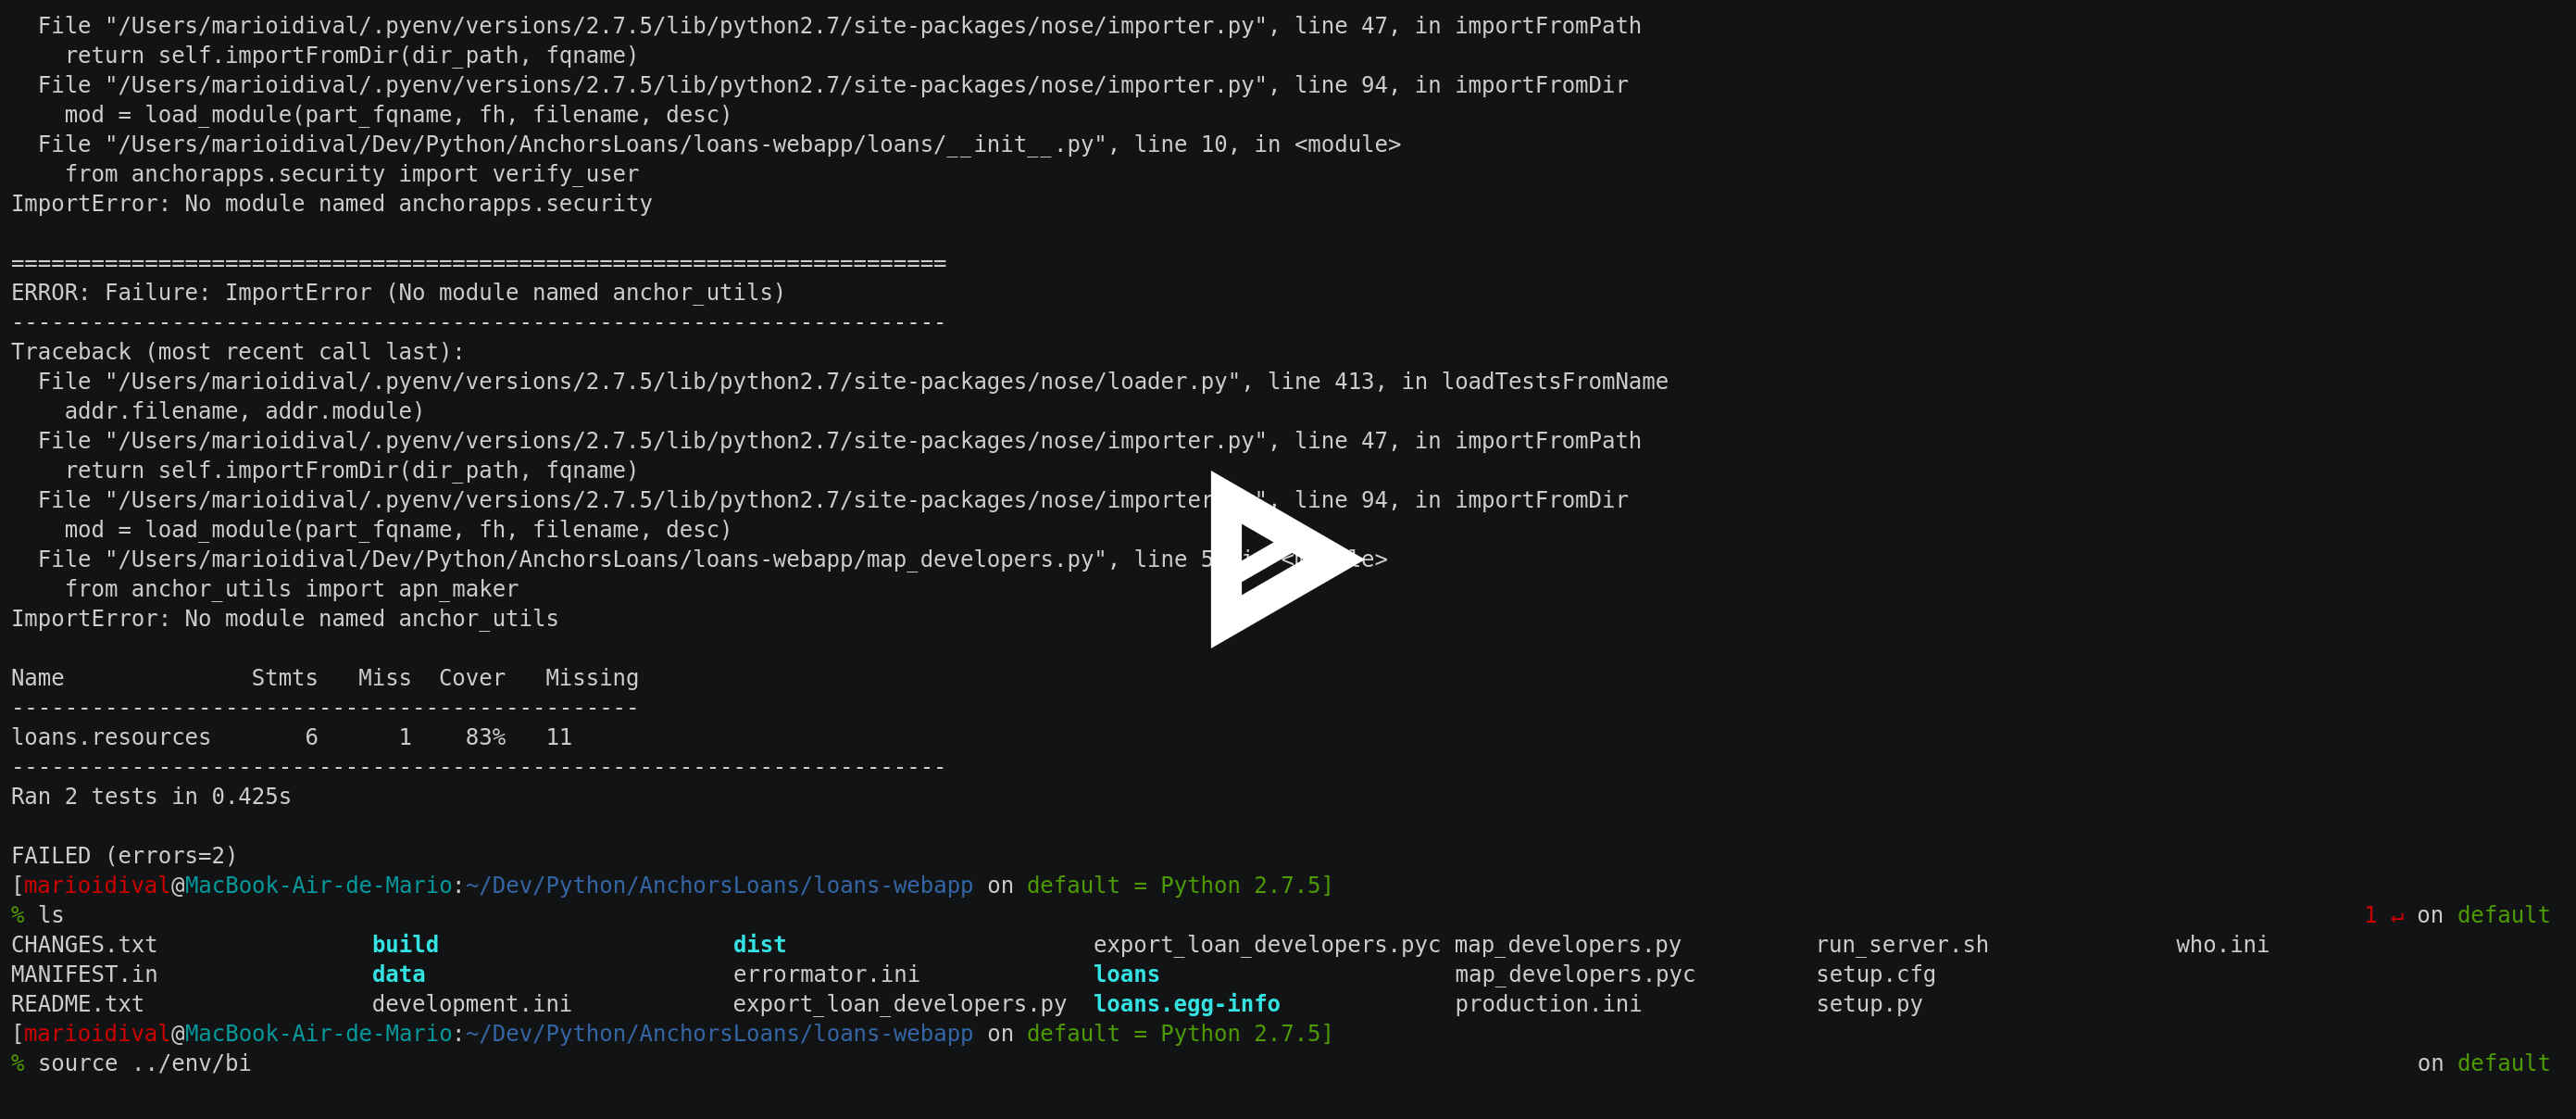 File "/Users/marioidival/.pyenv/versions/2.7.5/lib/python2.7/site-packages/nose/importer.py", line 47, in importFromPath
    return self.importFromDir(dir_path, fqname)
  File "/Users/marioidival/.pyenv/versions/2.7.5/lib/python2.7/site-packages/nose/importer.py", line 94, in importFromDir
    mod = load_module(part_fqname, fh, filename, desc)
  File "/Users/marioidival/Dev/Python/AnchorsLoans/loans-webapp/loans/__init__.py", line 10, in <module>
    from anchorapps.security import verify_user
ImportError: No module named anchorapps.security

======================================================================
ERROR: Failure: ImportError (No module named anchor_utils)
----------------------------------------------------------------------
Traceback (most recent call last):
  File "/Users/marioidival/.pyenv/versions/2.7.5/lib/python2.7/site-packages/nose/loader.py", line 413, in loadTestsFromName
    addr.filename, addr.module)
  File "/Users/marioidival/.pyenv/versions/2.7.5/lib/python2.7/site-packages/nose/importer.py", line 47, in importFromPath
    return self.importFromDir(dir_path, fqname)
  File "/Users/marioidival/.pyenv/versions/2.7.5/lib/python2.7/site-packages/nose/importer", line 94, in importFromDir
    mod = load_module(part_fqname, fh, filename, desc)
  File "/Users/marioidival/Dev/Python/AnchorsLoans/loans-webapp/map_developers.py", line
    from anchor_utils import apn_maker
ImportError: No module named anchor_utils

Name              Stmts   Miss  Cover   Missing
-----------------------------------------------
loans.resources       6      1    83%   11
----------------------------------------------------------------------
Ran 2 tests in 0.425s

FAILED (errors=2)
[marioidival@MacBook-Air-de-Mario:~/Dev/Python/AnchorsLoans/loans-webapp on default = Python 2.7.5]
% ls 1 ↵ on default
CHANGES.txt build dist export_loan_developers.pyc map_developers.py run_server.sh who.ini
MANIFEST.in data errormator.ini loans map_developers.pyc setup.cfg
README.txt development.ini export_loan_developers.py loans.egg-info production.ini setup.py
[marioidival@MacBook-Air-de-Mario:~/Dev/Python/AnchorsLoans/loans-webapp on default = Python 2.7.5]
% source ../env/bi on default